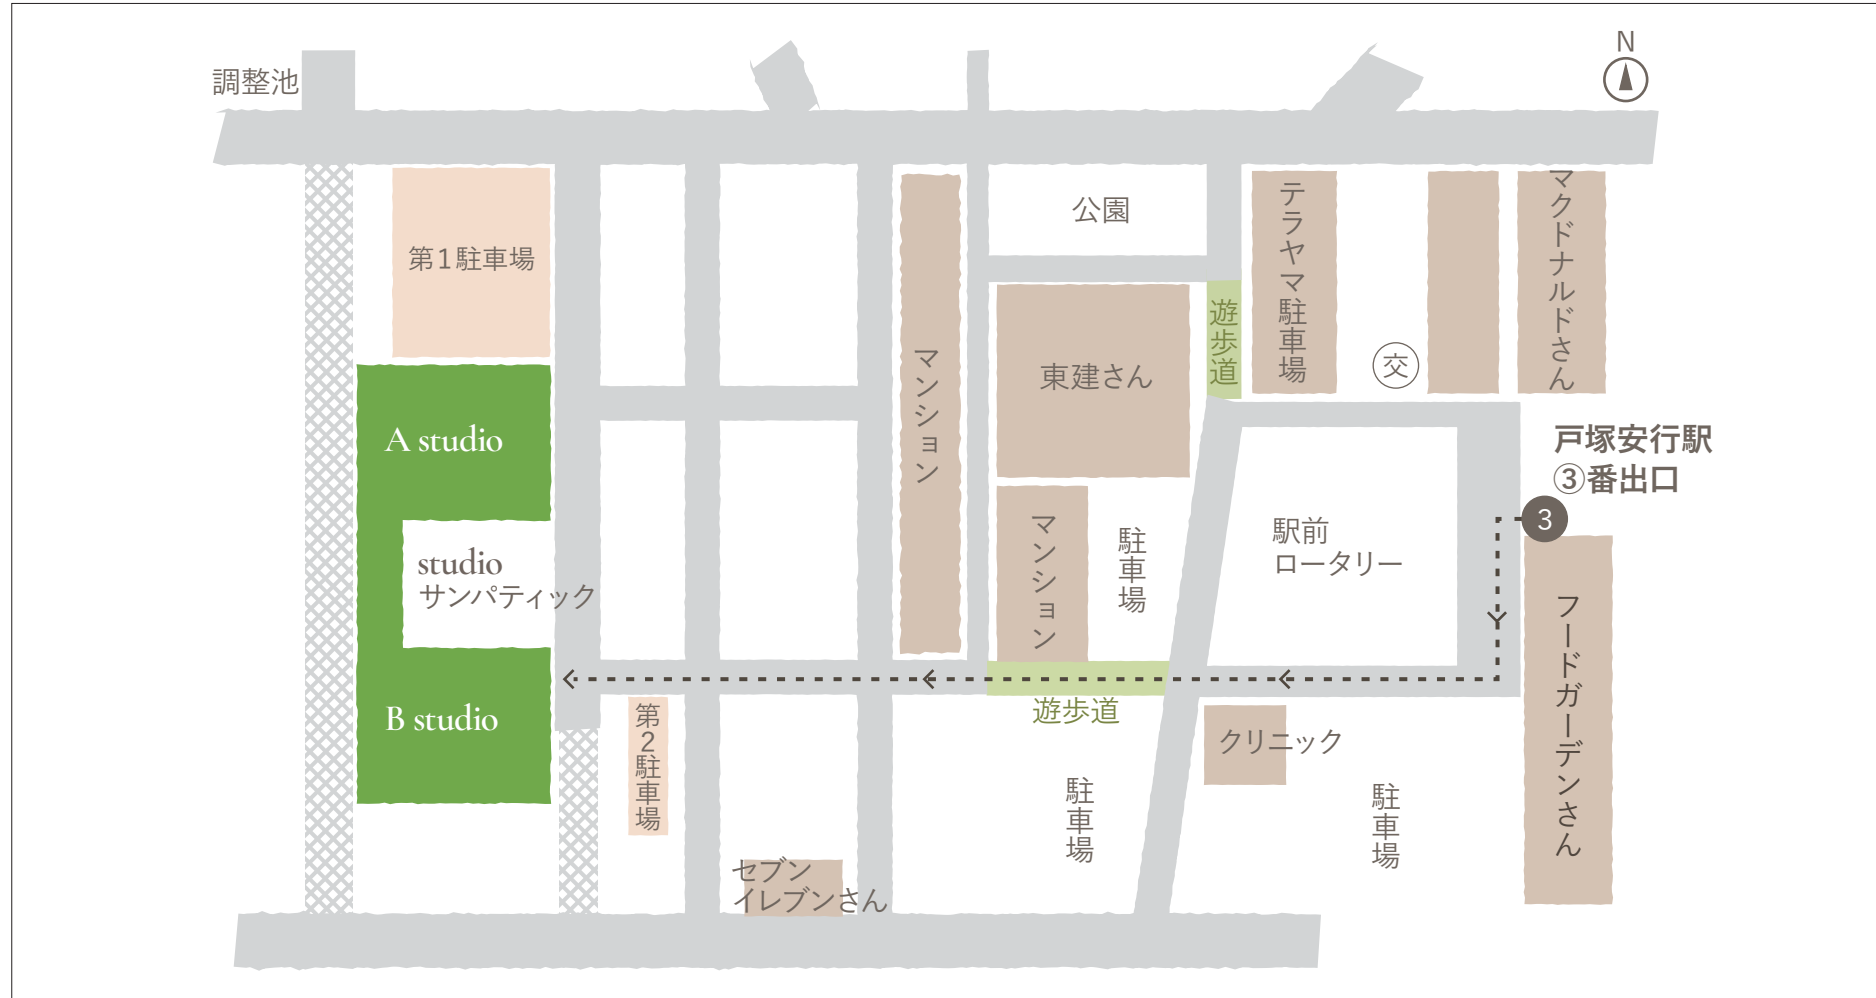 N
調整池
第1駐車場
A studio
studio
サンパティック
B studio
第2駐車場
セブン
イレブンさん
マンション
公園
東建さん
マンション
駐車場
遊歩道
遊歩道
駐車場
テラヤマ駐車場
交
マクドナルドさん
戸塚安行駅
③番出口
3
駅前
ロータリー
クリニック
駐車場
フードガーデンさん